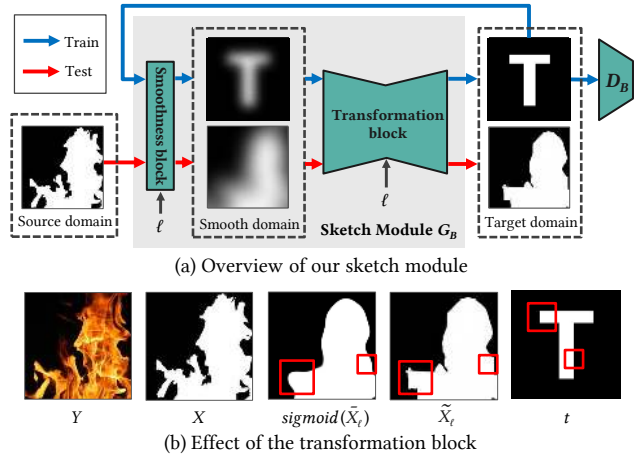 Train
Test
Smoothness block
Transformation
block
D_B
ℓ
ℓ
Source domain
Smooth domain
Sketch Module G_B
Target domain
(a) Overview of our sketch module
Y
X
sigmoid(X̄_ℓ)
X̃_ℓ
t
(b) Effect of the transformation block